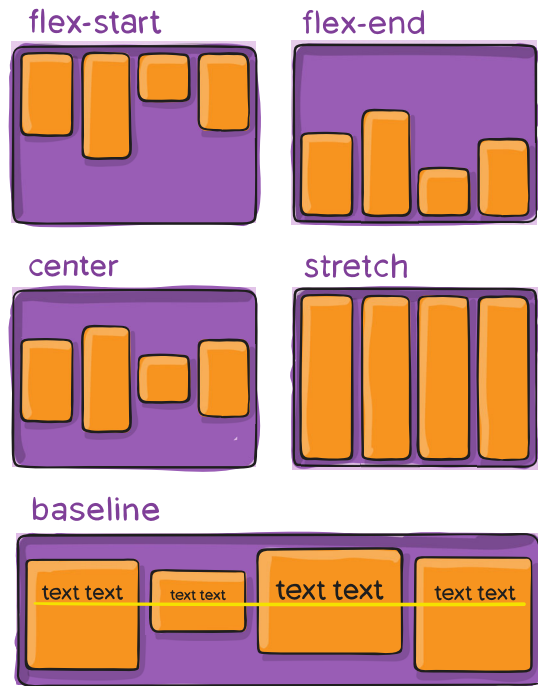 flex-start
flex-end
center
stretch
baseline
text text
text text
text text
text text